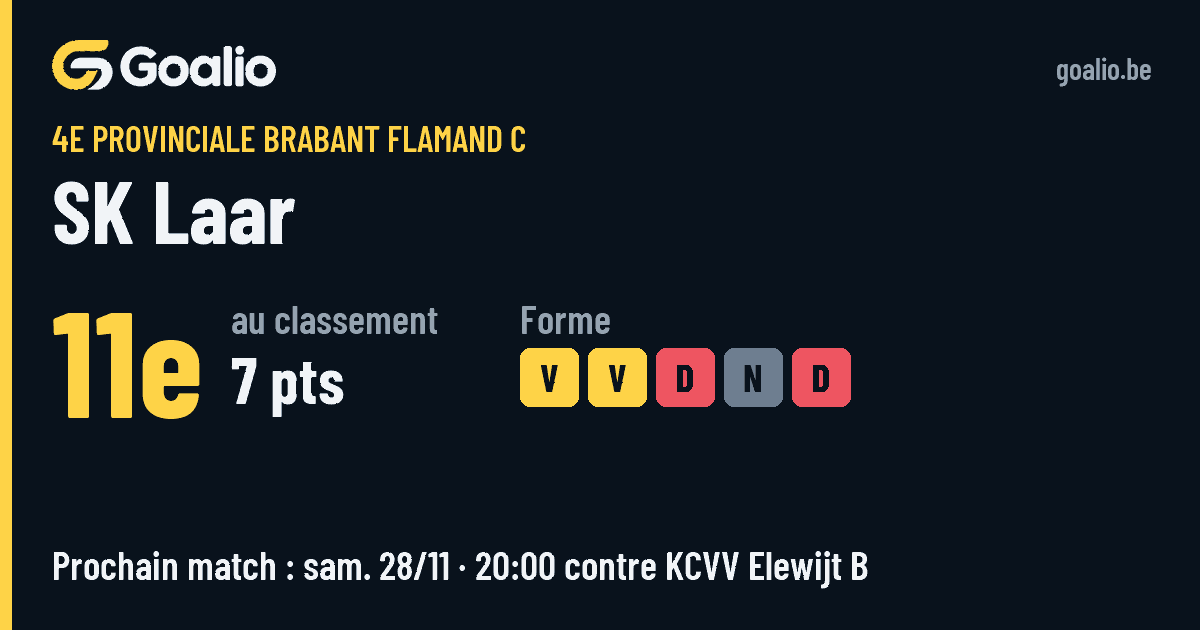 Goalio
goalio.be
4E PROVINCIALE BRABANT FLAMAND C
SK Laar
11e
au classement
7 pts
Forme
V V D N D
Prochain match : sam. 28/11 · 20:00 contre KCVV Elewijt B